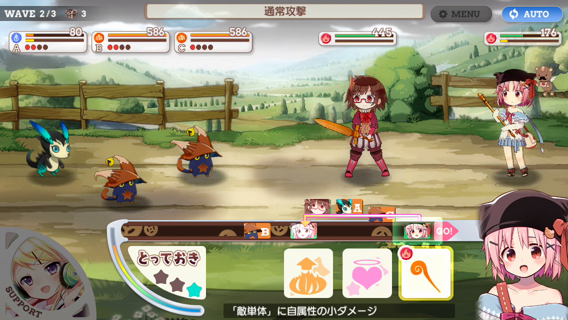 WAVE 2/3
3
通常攻撃
MENU
AUTO
80
586
586
445
176
A
B
C
A
B
GO!
とっておき
SUPPORT
「敵単体」に自属性の小ダメージ